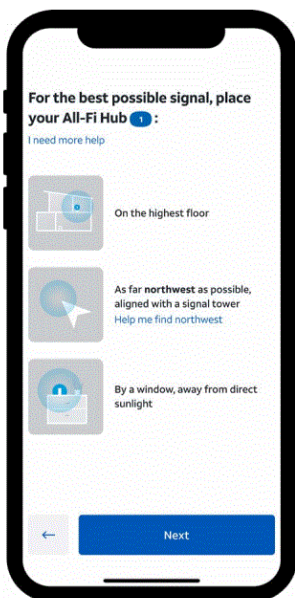 For the best possible signal, place
your All-Fi Hub 1 :
I need more help
On the highest floor
As far northwest as possible,
aligned with a signal tower
Help me find northwest
By a window, away from direct
sunlight
Next